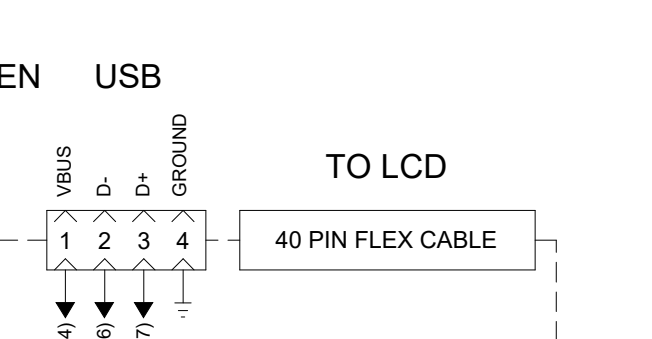 EN USB
VBUS
D-
D+
GROUND
TO LCD
1 2 3 4
40 PIN FLEX CABLE
4)
6)
7)